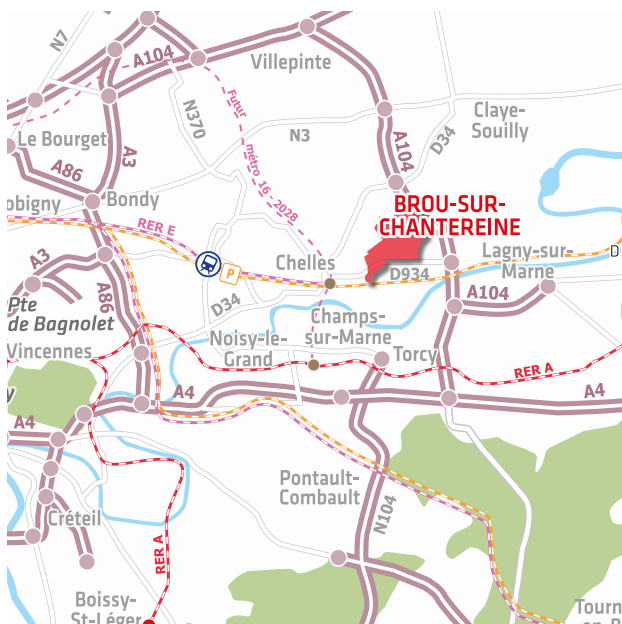 N7
A104
Villepinte
Futur
métro 16 - 2028
N370
Claye-
Souilly
N3
D34
A104
Le Bourget
A3
A86
Bondy
obigny
BROU-SUR-
CHANTEREINE
RER E
P
Chelles
D934
Lagny-sur-
Marne
D
A3
A86
D34
A104
Pte
de Bagnolet
Champs-
sur-Marne
Noisy-le-
Grand
Vincennes
Torcy
RER A
y
A4
A4
A4
Pontault-
Combault
N104
Créteil
RER A
Boissy-
St-Léger
Tourn
en-B